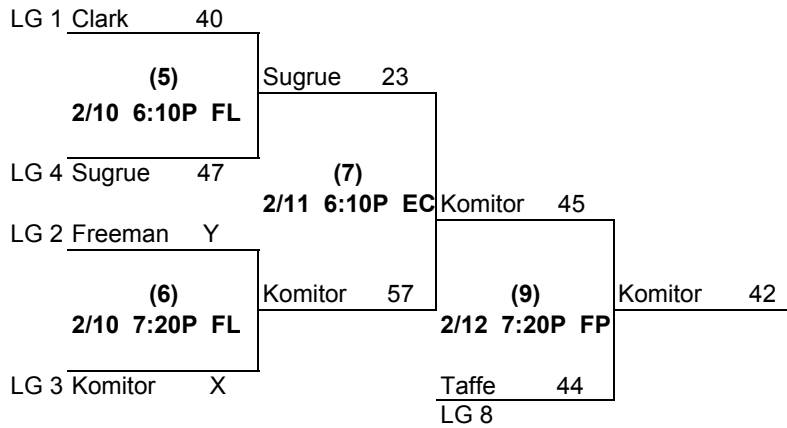 LG 1 Clark 40
(5)
2/10 6:10P FL
Sugrue 23
LG 4 Sugrue 47
(7)
2/11 6:10P EC
Komitor 45
LG 2 Freeman Y
(6)
2/10 7:20P FL
Komitor 57
(9)
2/12 7:20P FP
Komitor 42
LG 3 Komitor X
Taffe 44
LG 8